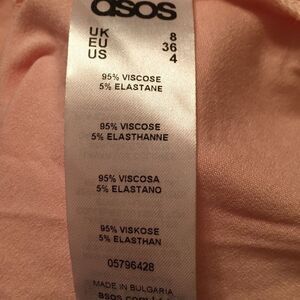 asos
UK 8
EU 36
US 4
95% VISCOSE
5% ELASTANE
95% VISCOSE
5% ELASTHANNE
95% VISCOSA
5% ELASTANO
95% VISKOSE
5% ELASTHAN
05796428
MADE IN BULGARIA